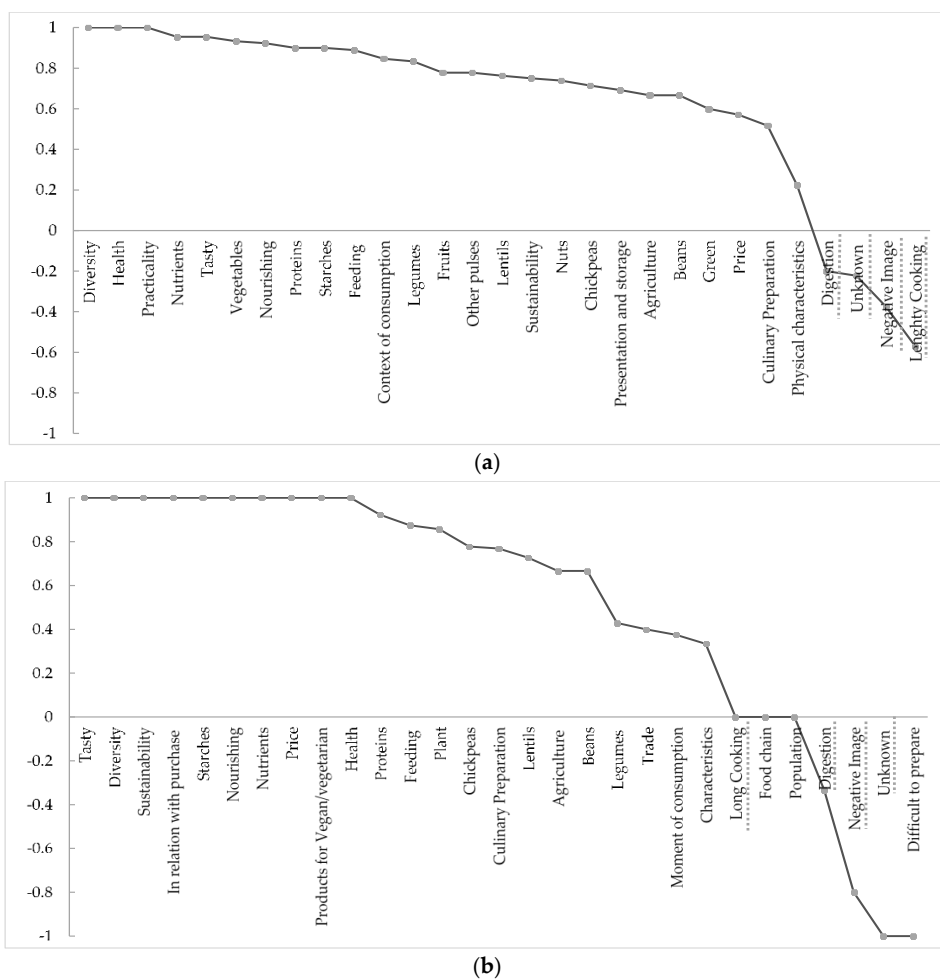 1
0.8
0.6
0.4
0.2
0
-0.2
-0.4
-0.6
-0.8
-1
Diversity
Health
Practicality
Nutrients
Tasty
Vegetables
Nourishing
Proteins
Starches
Feeding
Context of consumption
Legumes
Fruits
Other pulses
Lentils
Sustainability
Nuts
Chickpeas
Presentation and storage
Agriculture
Beans
Green
Price
Culinary Preparation
Physical characteristics
Digestion
Unknown
Negative Image
Lenghty Cooking
(a)
1
0.8
0.6
0.4
0.2
0
-0.2
-0.4
-0.6
-0.8
-1
Tasty
Diversity
Sustainability
In relation with purchase
Starches
Nourishing
Nutrients
Price
Products for Vegan/vegetarian
Health
Proteins
Feeding
Plant
Chickpeas
Culinary Preparation
Lentils
Agriculture
Beans
Legumes
Trade
Moment of consumption
Characteristics
Long Cooking
Food chain
Population
Digestion
Negative Image
Unknown
Difficult to prepare
(b)